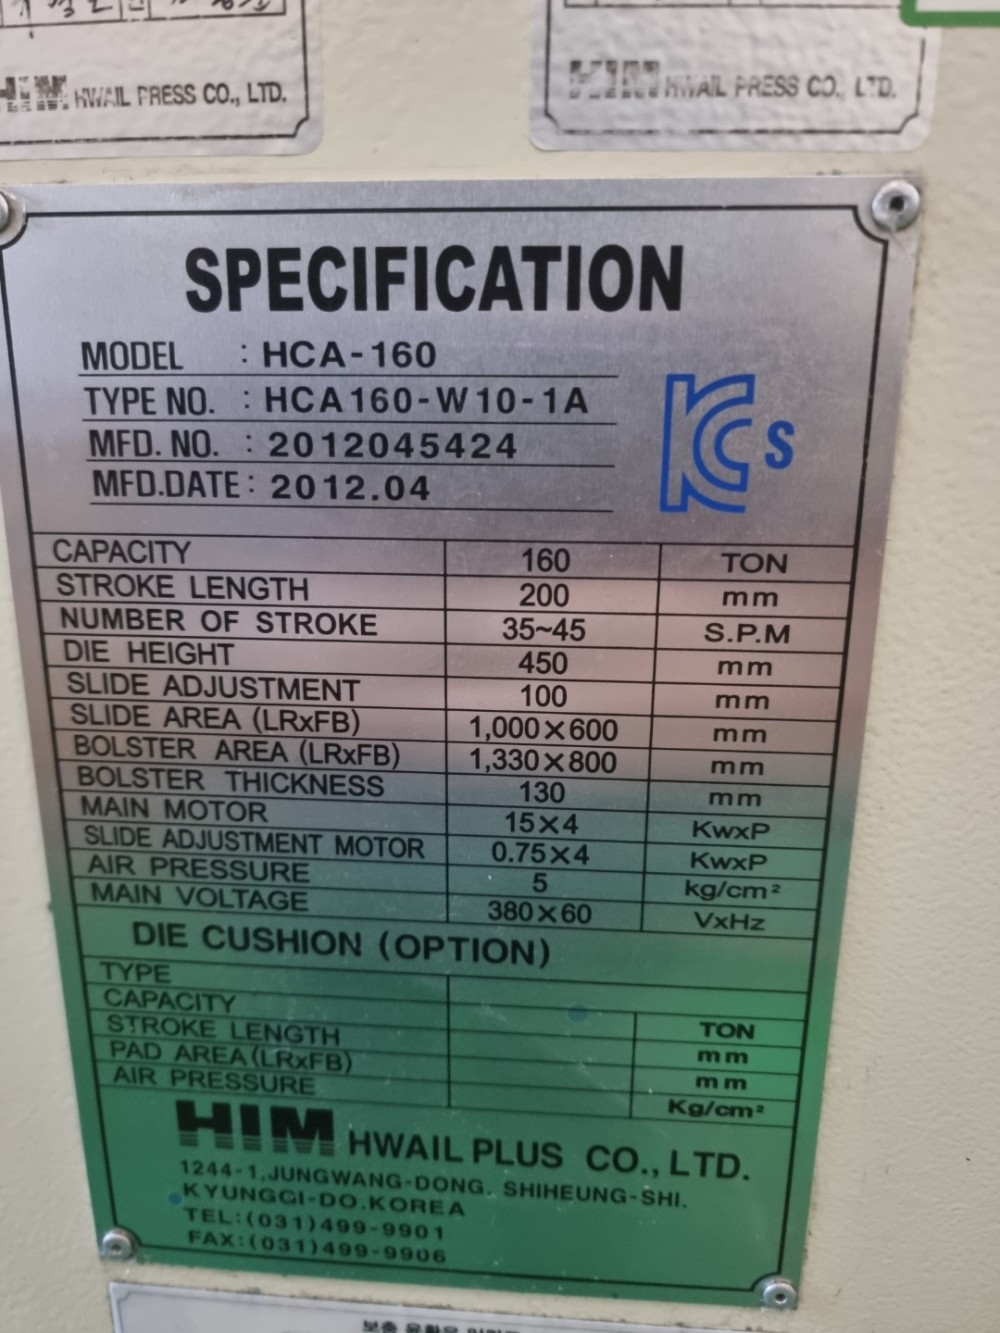 HIM HWAIL PRESS CO., LTD.
HIM HWAIL PRESS CO., LTD.
SPECIFICATION
MODEL : HCA-160
TYPE NO. : HCA160-W10-1A
MFD. NO. : 2012045424
MFD.DATE : 2012.04
KCs
CAPACITY 160 TON
STROKE LENGTH 200 mm
NUMBER OF STROKE 35~45 S.P.M
DIE HEIGHT 450 mm
SLIDE ADJUSTMENT 100 mm
SLIDE AREA (LRxFB) 1,000×600 mm
BOLSTER AREA (LRxFB) 1,330×800 mm
BOLSTER THICKNESS 130 mm
MAIN MOTOR 15×4 KwxP
SLIDE ADJUSTMENT MOTOR 0.75×4 KwxP
AIR PRESSURE 5 kg/cm²
MAIN VOLTAGE 380×60 VxHz
DIE CUSHION (OPTION)
TYPE
CAPACITY TON
STROKE LENGTH mm
PAD AREA(LRxFB) mm
AIR PRESSURE Kg/cm²
HIM HWAIL PLUS CO., LTD.
1244-1,JUNGWANG-DONG. SHIHEUNG-SHI.
KYUNGGI-DO.KOREA
TEL:(031)499-9901
FAX:(031)499-9906